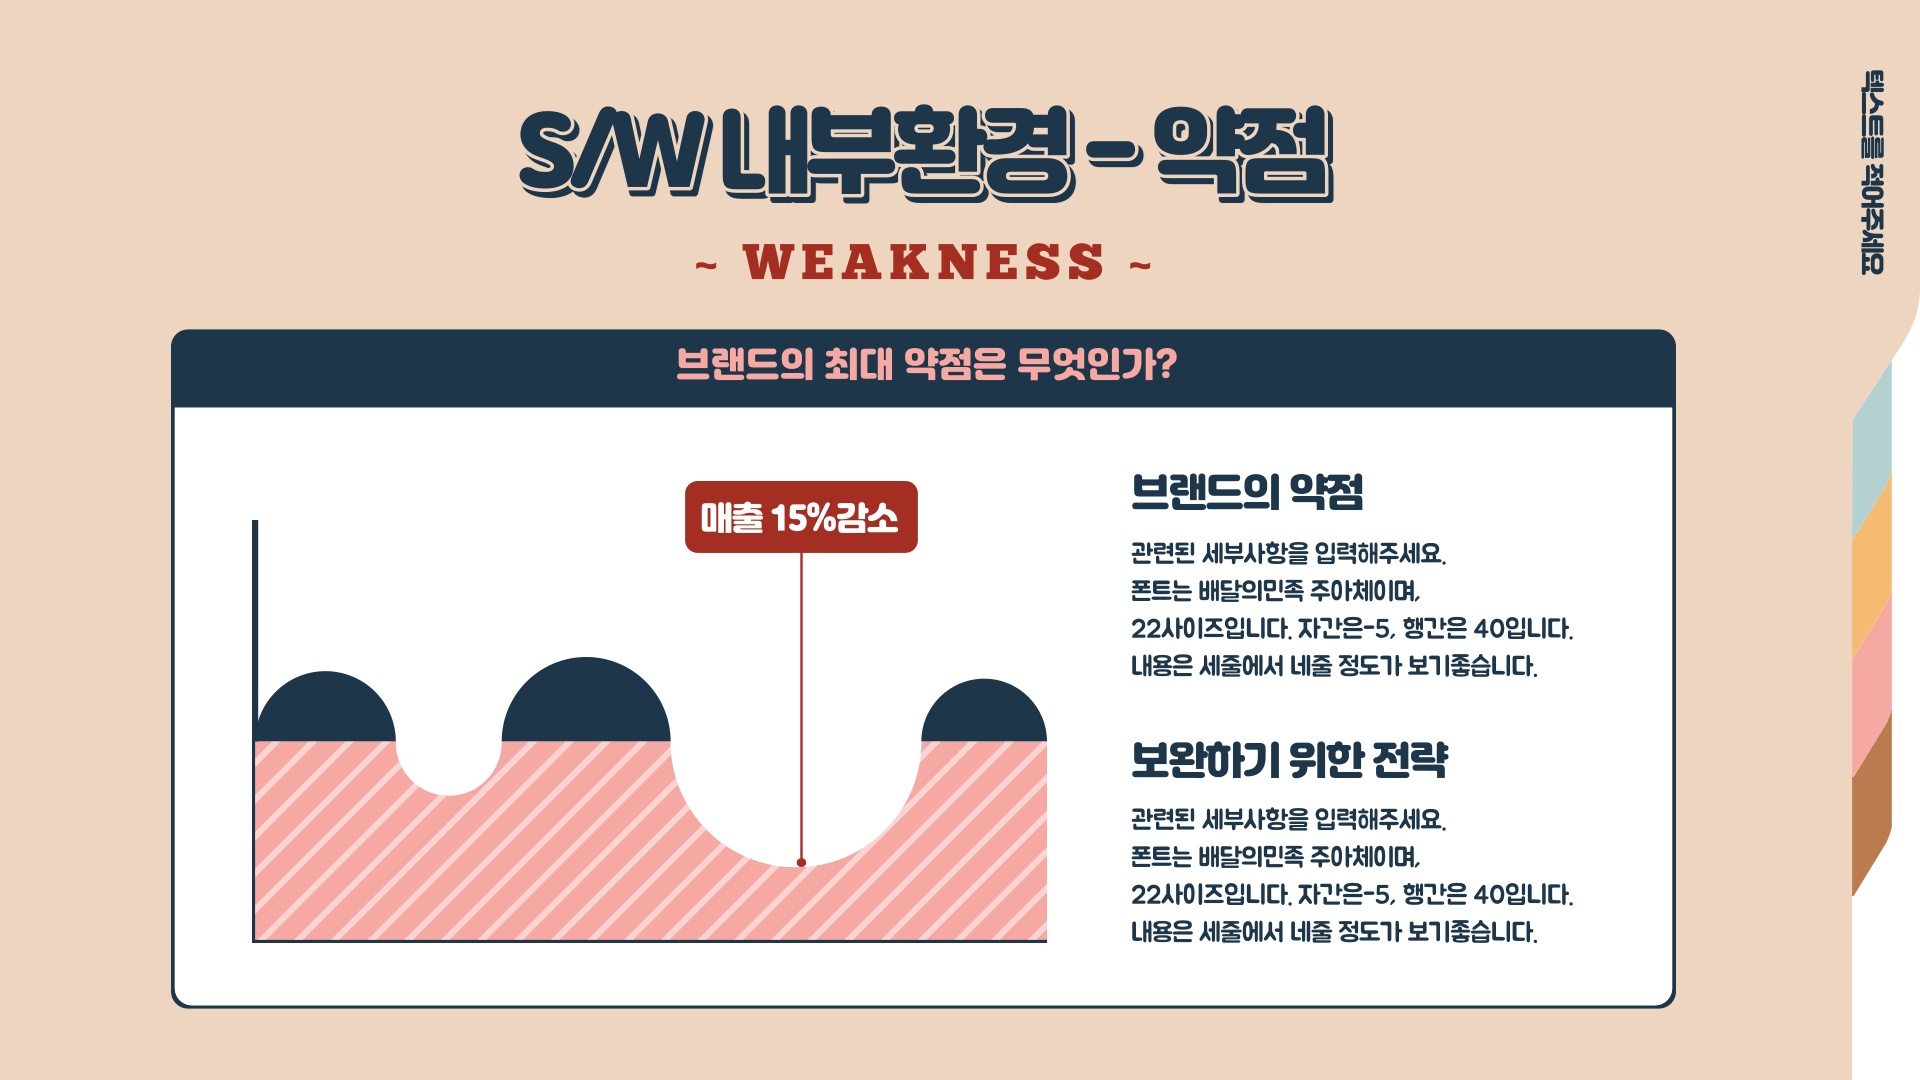 S/W 내부환경 - 약점
~ WEAKNESS ~
브랜드의 최대 약점은 무엇인가?
매출 15%감소
브랜드의 약점
관련된 세부사항을 입력해주세요.
폰트는 배달의민족 주아체이며,
22사이즈입니다. 자간은-5, 행간은 40입니다.
내용은 세줄에서 네줄 정도가 보기좋습니다.
보완하기 위한 전략
관련된 세부사항을 입력해주세요.
폰트는 배달의민족 주아체이며,
22사이즈입니다. 자간은-5, 행간은 40입니다.
내용은 세줄에서 네줄 정도가 보기좋습니다.
텍스트를 적어주세요